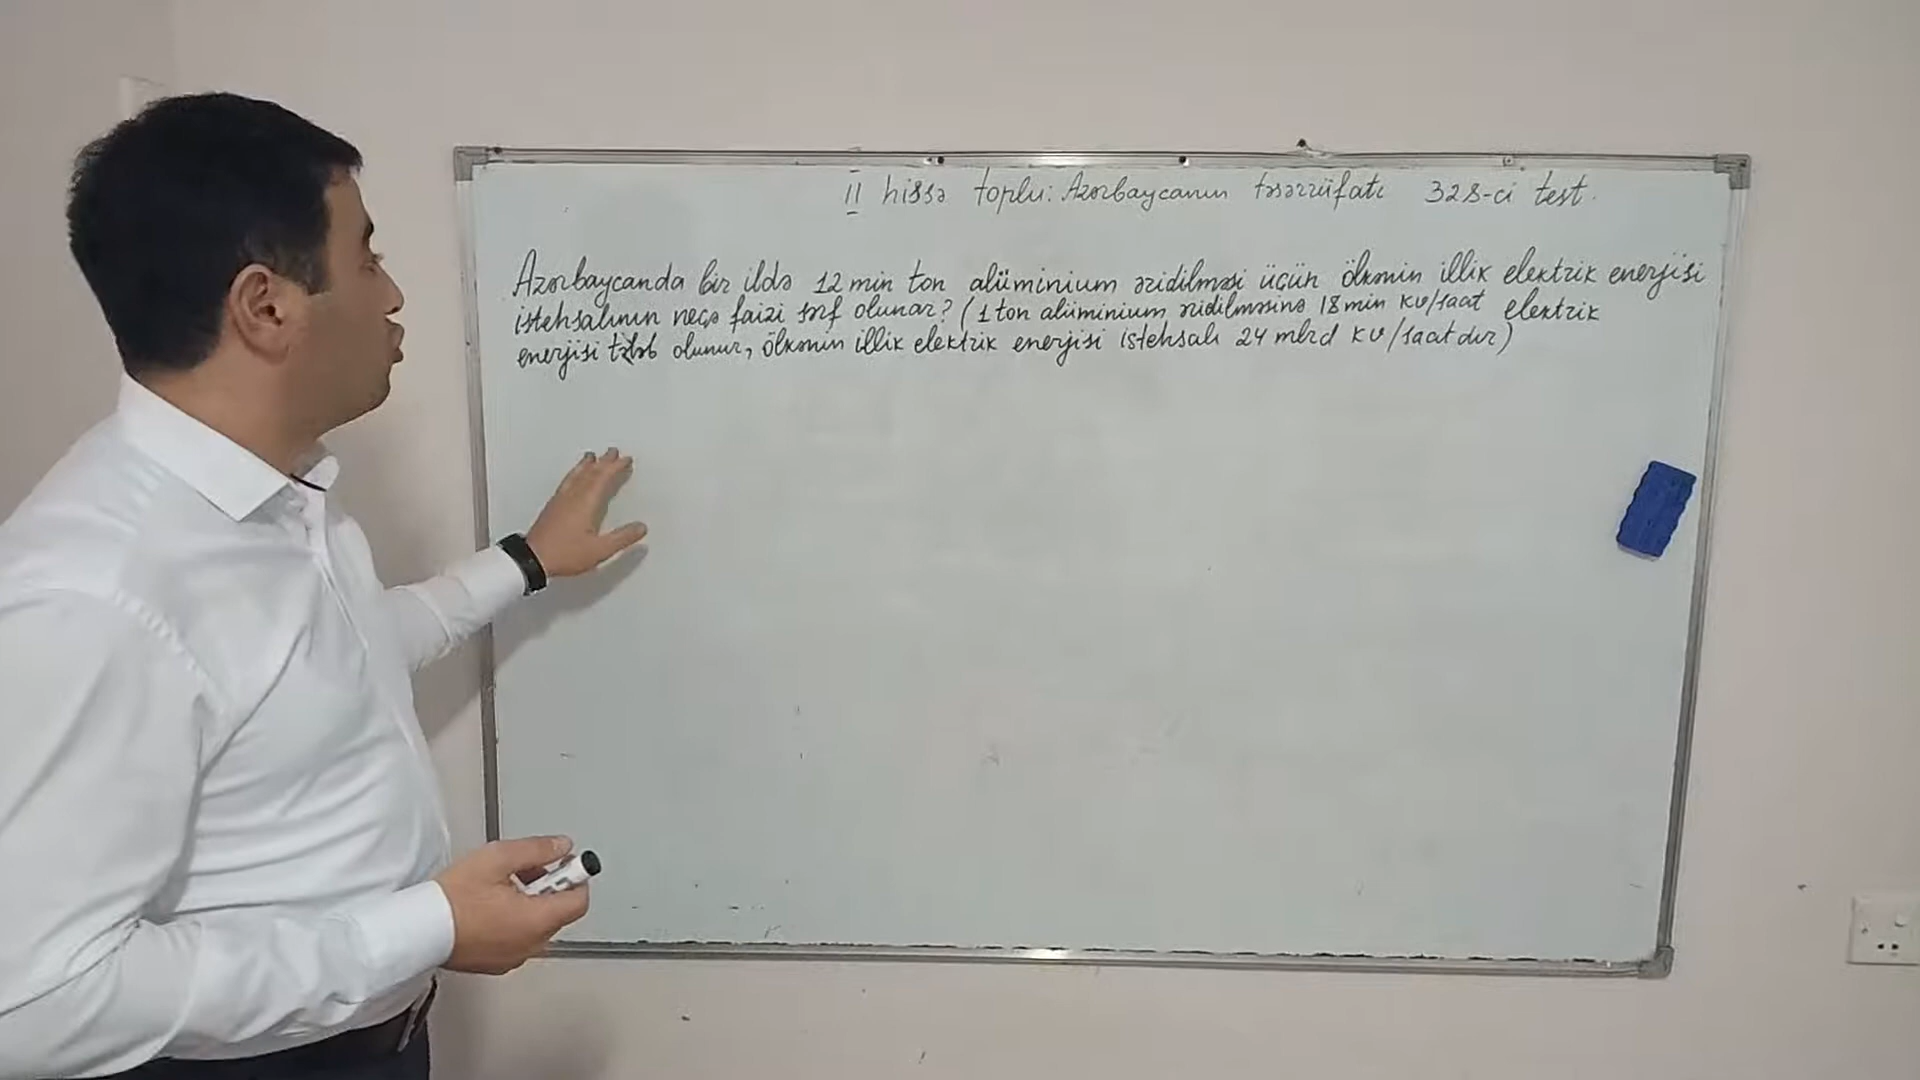 II hissə toplu: Azərbaycanın təsərrüfatı 328-ci test.
Azərbaycanda bir ildə 12 min ton alüminium əridilməsi üçün ölkənin illik elektrik enerjisi
istehsalının neçə faizi sərf olunar? (1 ton alüminium əridilməsinə 18 min kv/saat elektrik
enerjisi tələb olunur, ölkənin illik elektrik enerjisi istehsalı 24 mlrd kv/saatdır)